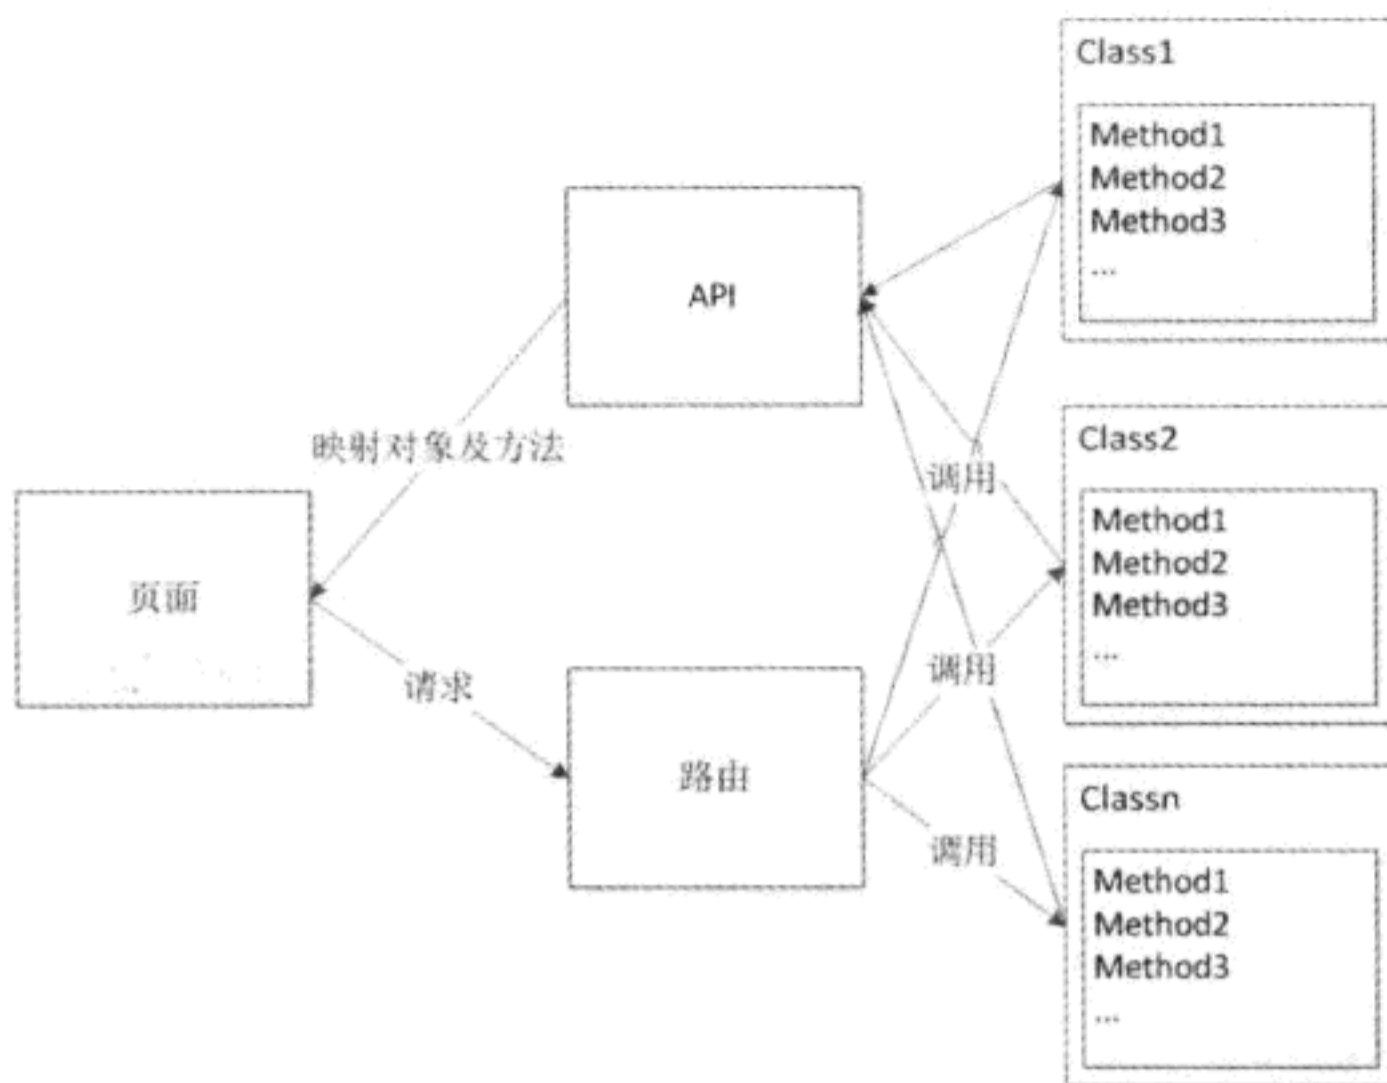 Class1
Method1
Method2
Method3
...
API
映射对象及方法
调用
Class2
Method1
Method2
Method3
...
页面
请求
调用
路由
Classn
调用
Method1
Method2
Method3
...